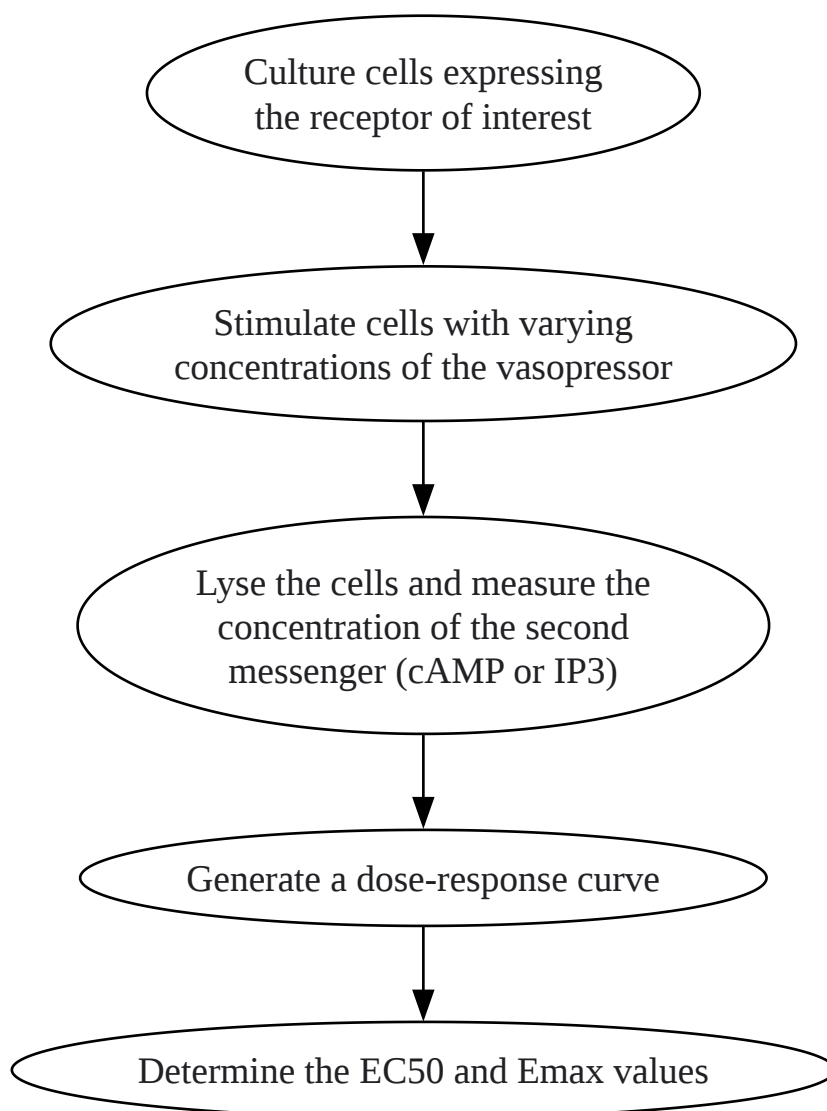 Culture cells expressing
the receptor of interest
Stimulate cells with varying
concentrations of the vasopressor
Lyse the cells and measure the
concentration of the second
messenger (cAMP or IP3)
Generate a dose-response curve
Determine the EC50 and Emax values